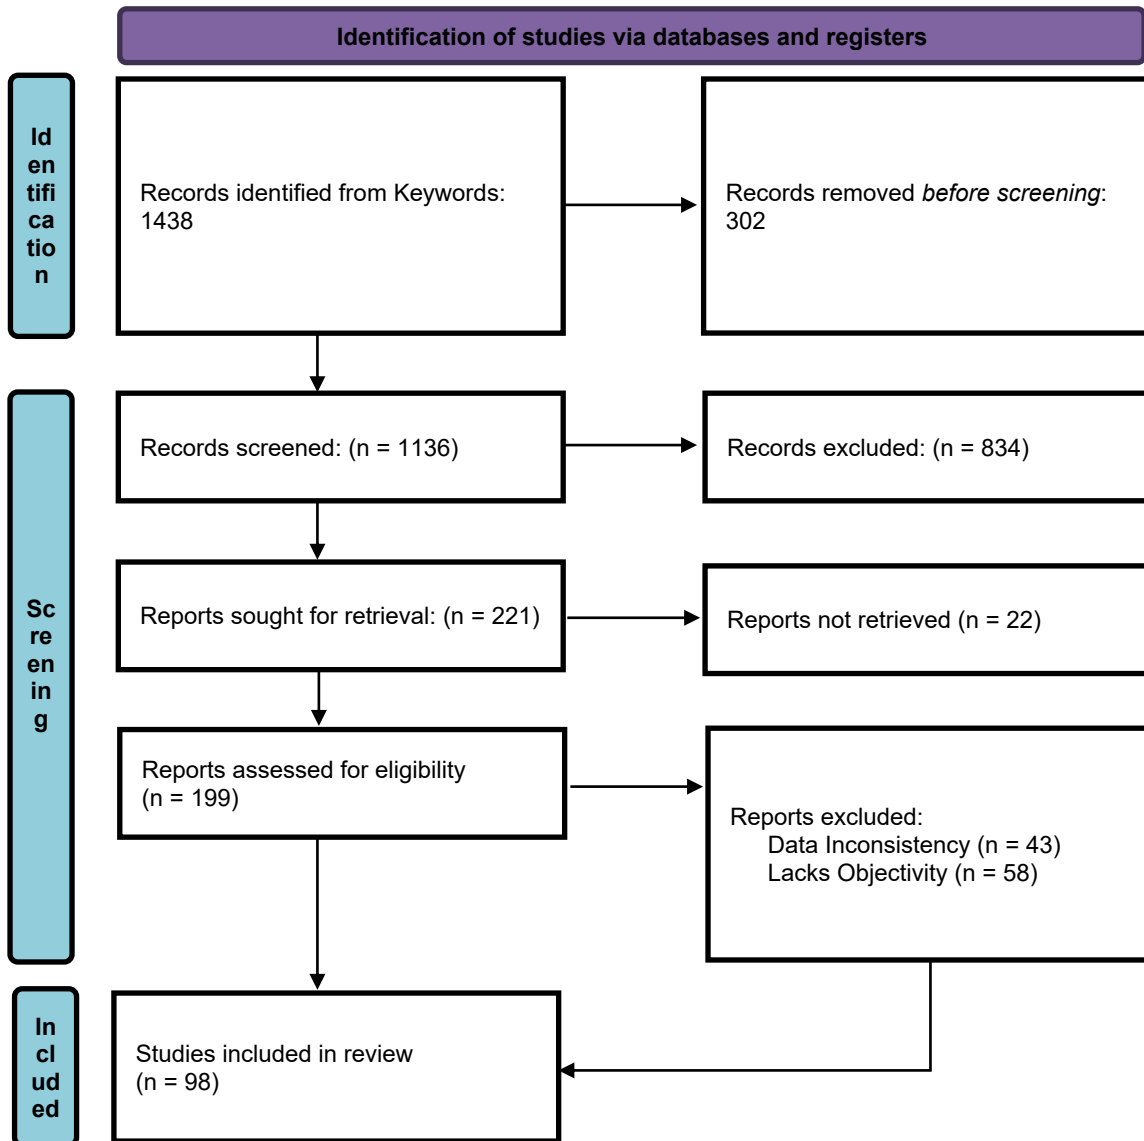 Identification of studies via databases and registers
Id
en
tifi
ca
tio
n
Records identified from Keywords:
1438
Records removed before screening:
302
Sc
re
en
in
g
Records screened: (n = 1136)
Records excluded: (n = 834)
Reports sought for retrieval: (n = 221)
Reports not retrieved (n = 22)
Reports assessed for eligibility
(n = 199)
Reports excluded:
Data Inconsistency (n = 43)
Lacks Objectivity (n = 58)
In
cl
ud
ed
Studies included in review
(n = 98)